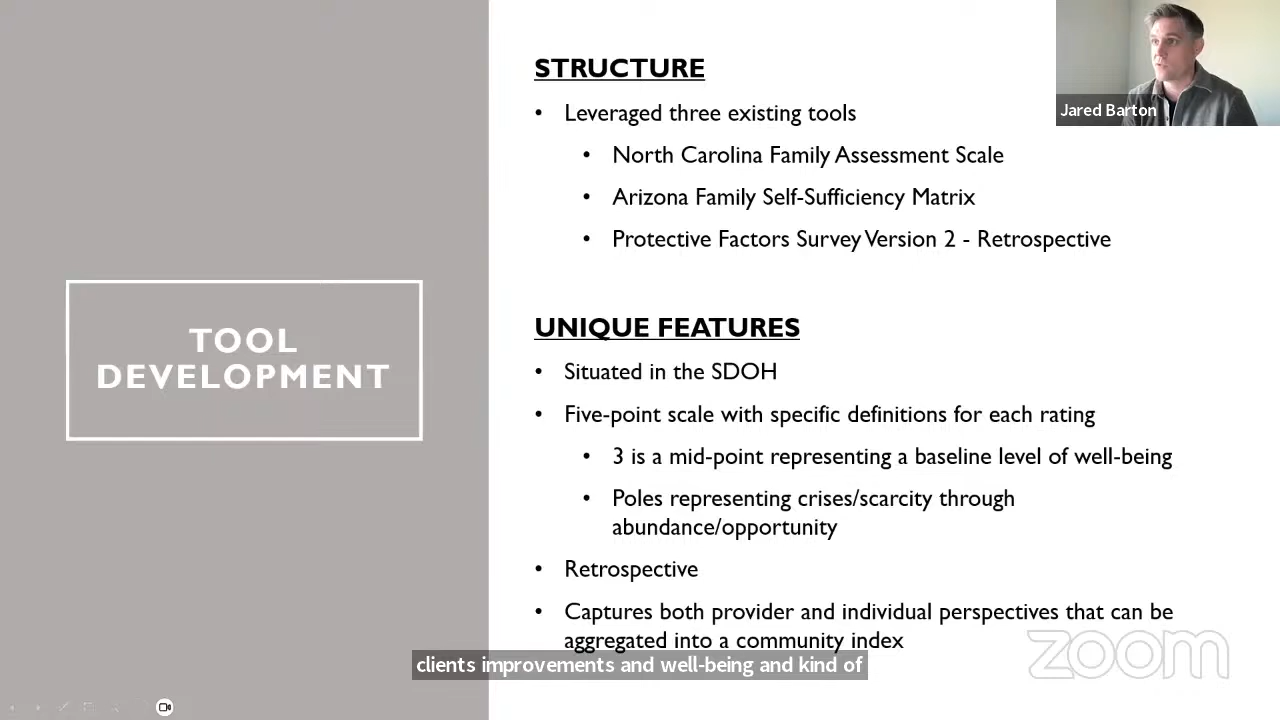 TOOL
DEVELOPMENT
STRUCTURE
• Leveraged three existing tools
• North Carolina Family Assessment Scale
• Arizona Family Self-Sufficiency Matrix
• Protective Factors Survey Version 2 - Retrospective
UNIQUE FEATURES
• Situated in the SDOH
• Five-point scale with specific definitions for each rating
• 3 is a mid-point representing a baseline level of well-being
• Poles representing crises/scarcity through
abundance/opportunity
• Retrospective
• Captures both provider and individual perspectives that can be
aggregated into a community index
Jared Barton
clients improvements and well-being and kind of
zoom